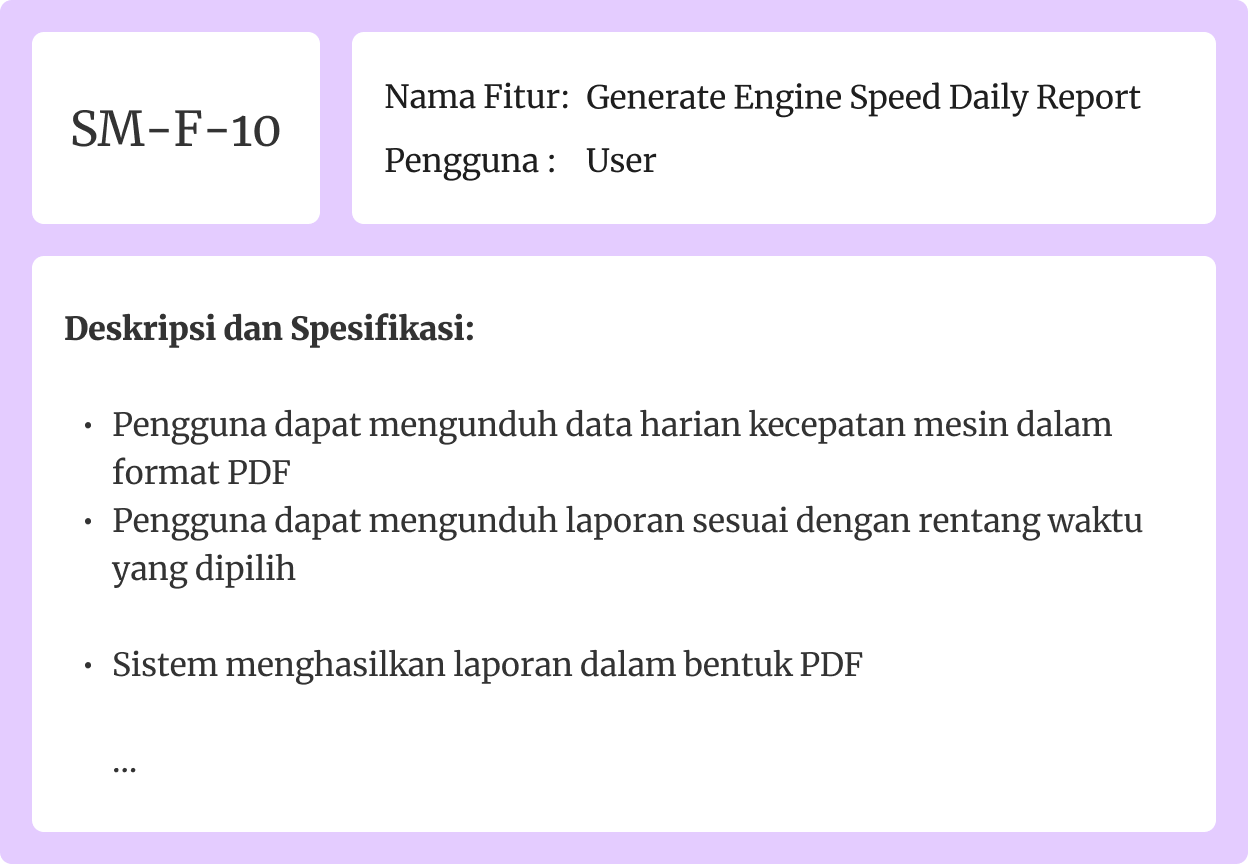 SM-F-10
Nama Fitur: Generate Engine Speed Daily Report
Pengguna : User
Deskripsi dan Spesifikasi:
• Pengguna dapat mengunduh data harian kecepatan mesin dalam
format PDF
• Pengguna dapat mengunduh laporan sesuai dengan rentang waktu
yang dipilih
• Sistem menghasilkan laporan dalam bentuk PDF
...